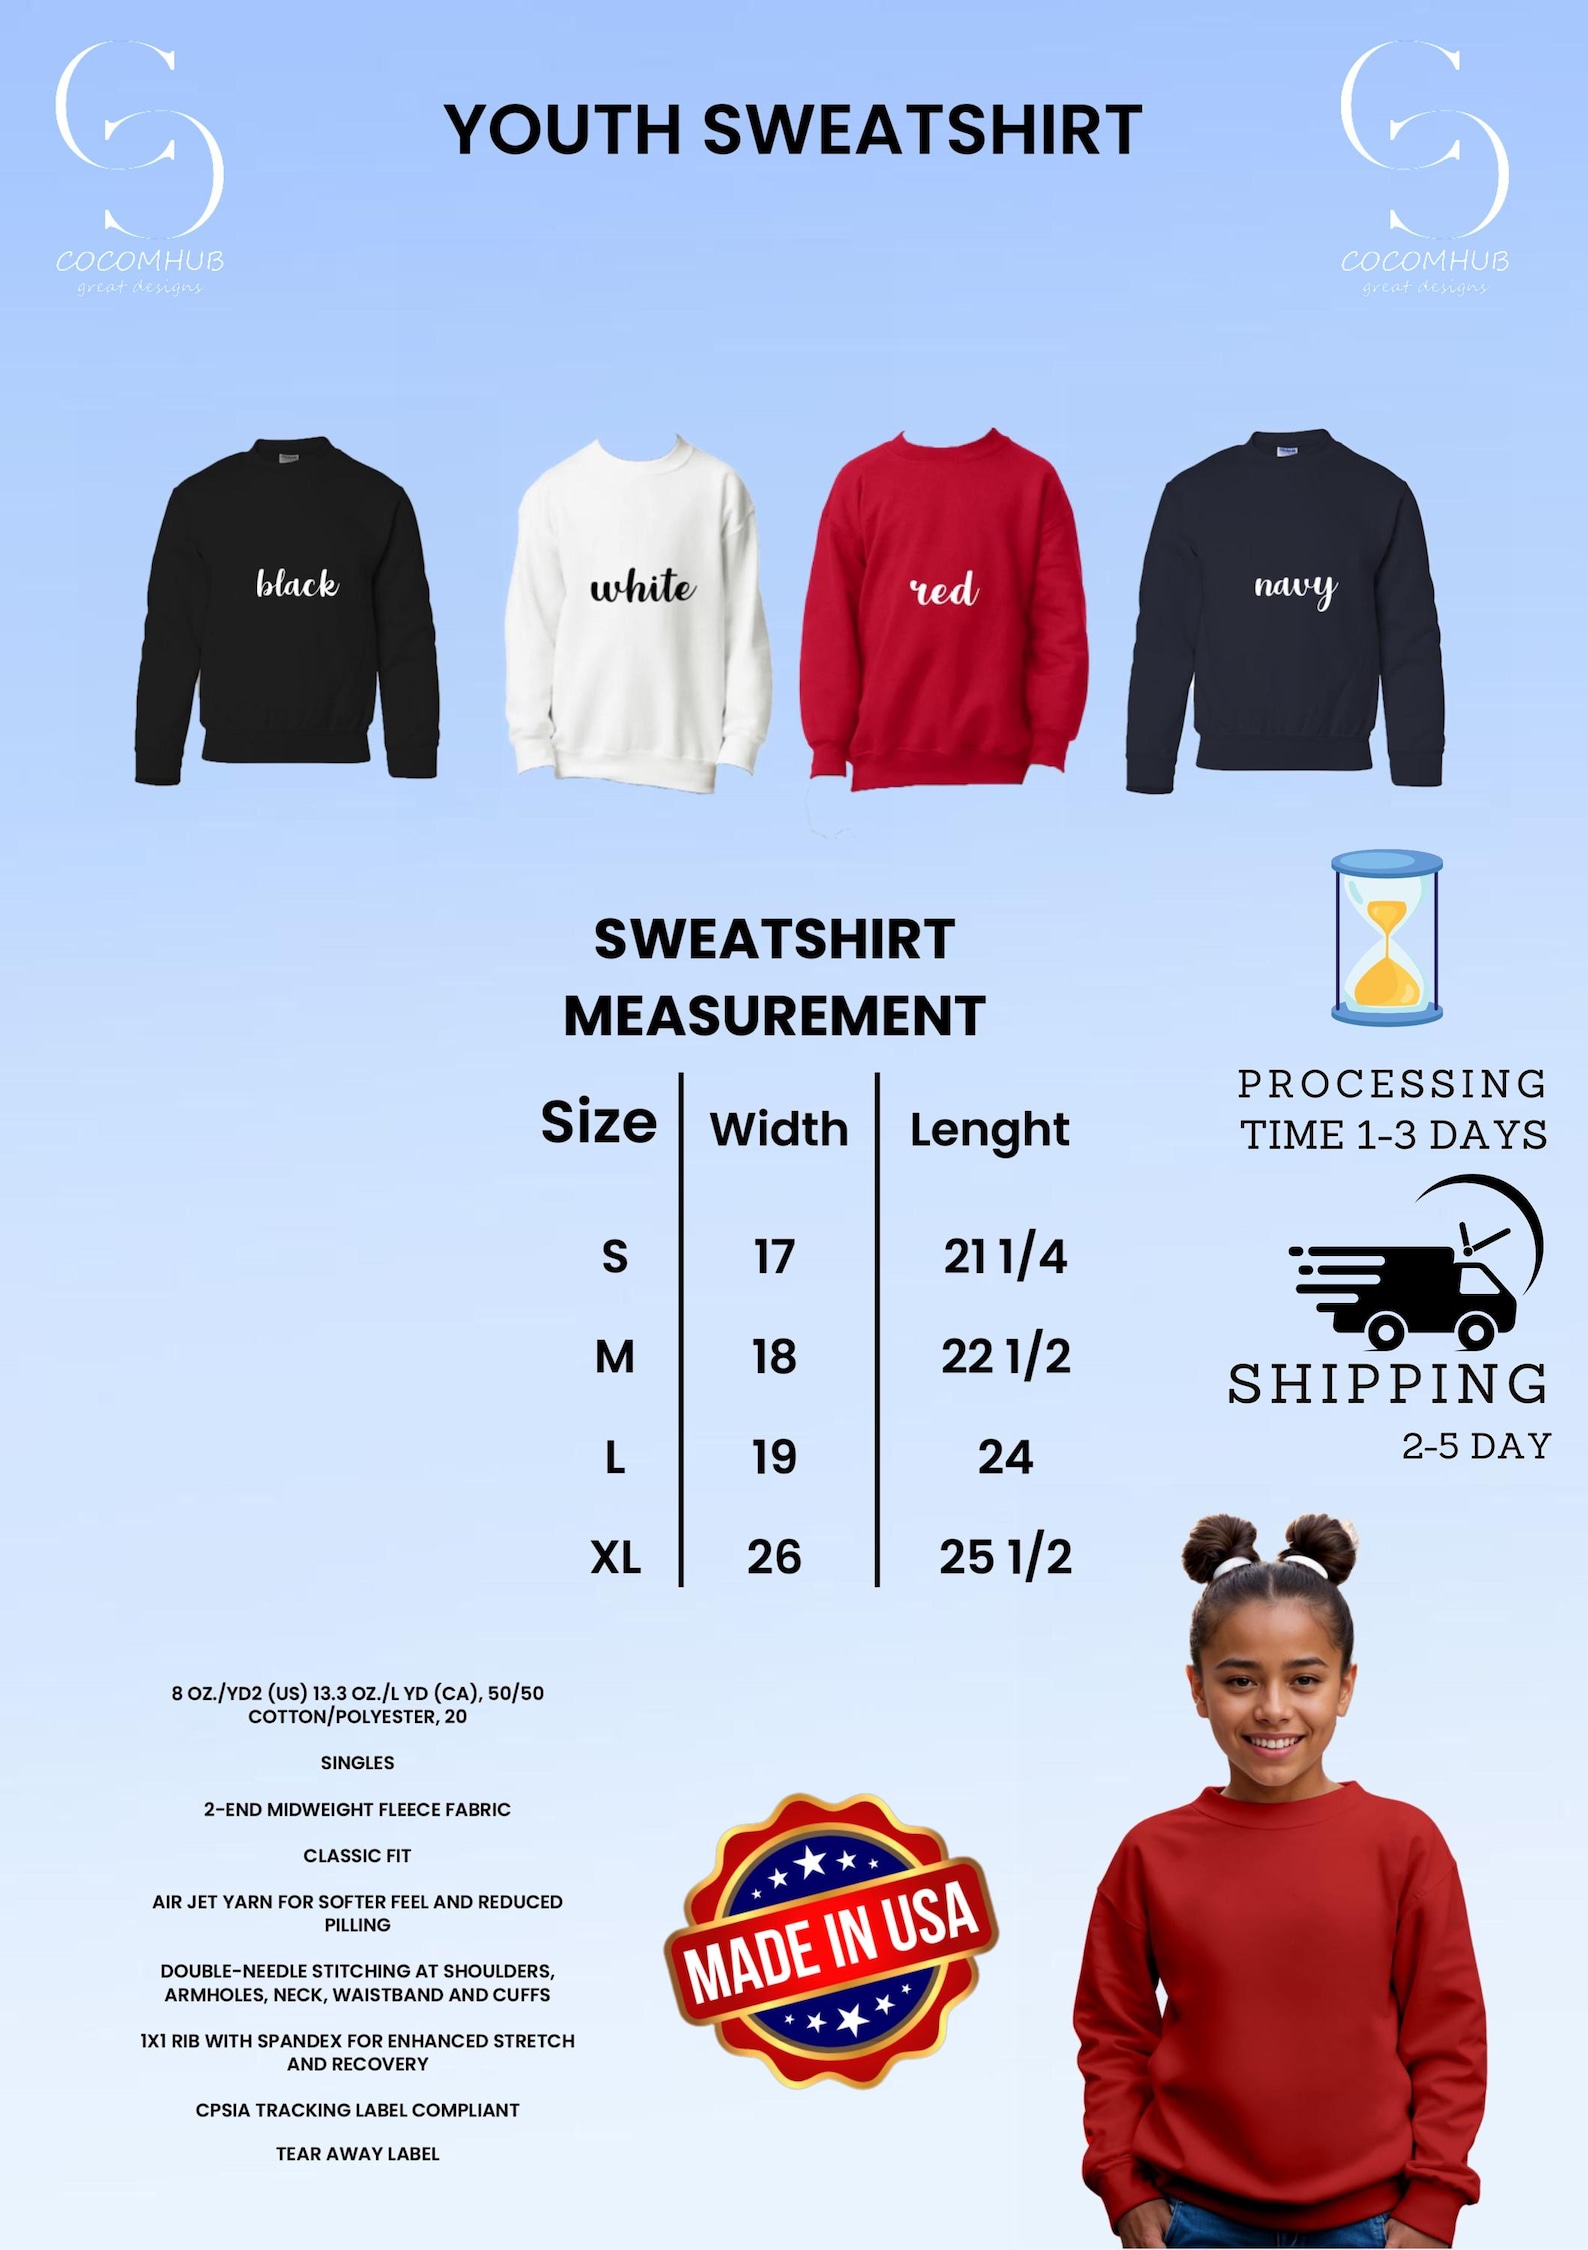 YOUTH SWEATSHIRT
COCOMHUB
great designs
COCOMHUB
great designs
black
white
red
navy
SWEATSHIRT
MEASUREMENT
Size Width Lenght
S 17 21 1/4
M 18 22 1/2
L 19 24
XL 26 25 1/2
PROCESSING
TIME 1-3 DAYS
SHIPPING
2-5 DAY
8 OZ./YD2 (US) 13.3 OZ./L YD (CA), 50/50
COTTON/POLYESTER, 20
SINGLES
2-END MIDWEIGHT FLEECE FABRIC
CLASSIC FIT
AIR JET YARN FOR SOFTER FEEL AND REDUCED
PILLING
DOUBLE-NEEDLE STITCHING AT SHOULDERS,
ARMHOLES, NECK, WAISTBAND AND CUFFS
1X1 RIB WITH SPANDEX FOR ENHANCED STRETCH
AND RECOVERY
CPSIA TRACKING LABEL COMPLIANT
TEAR AWAY LABEL
MADE IN USA